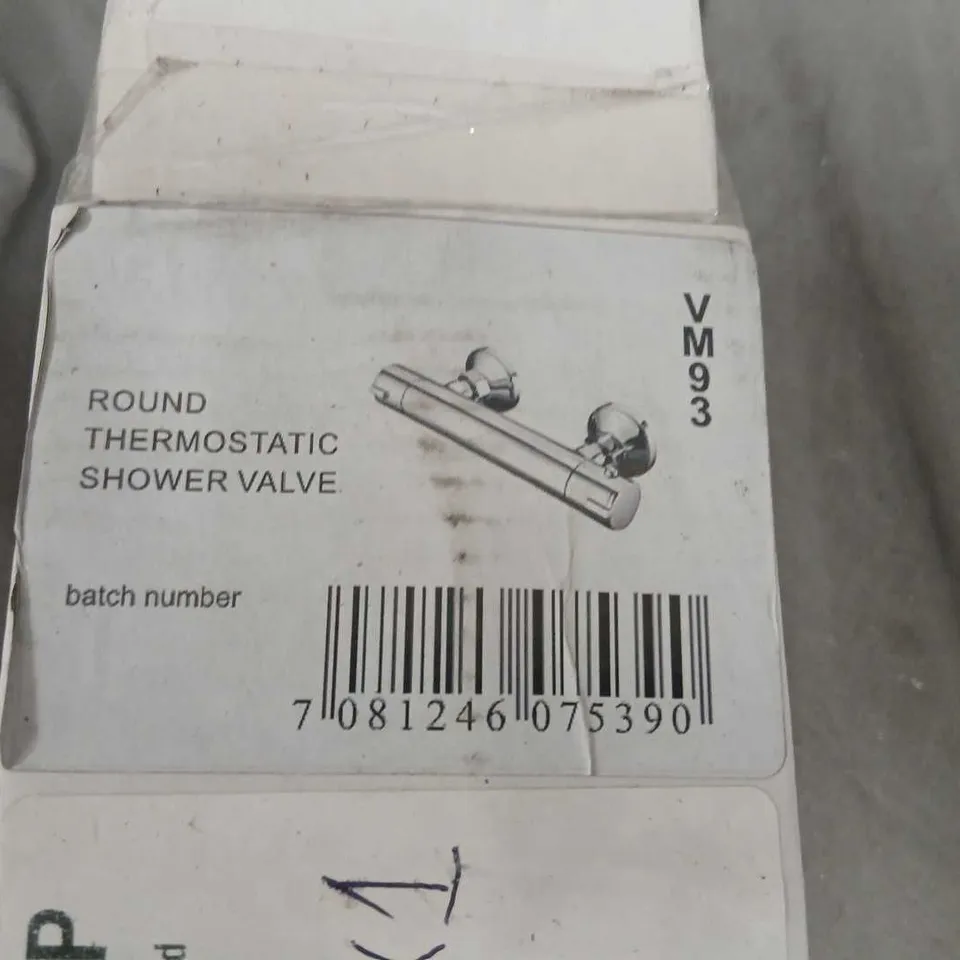 ROUND
THERMOSTATIC
SHOWER VALVE
VM93
batch number
7 081246 075390
P
d